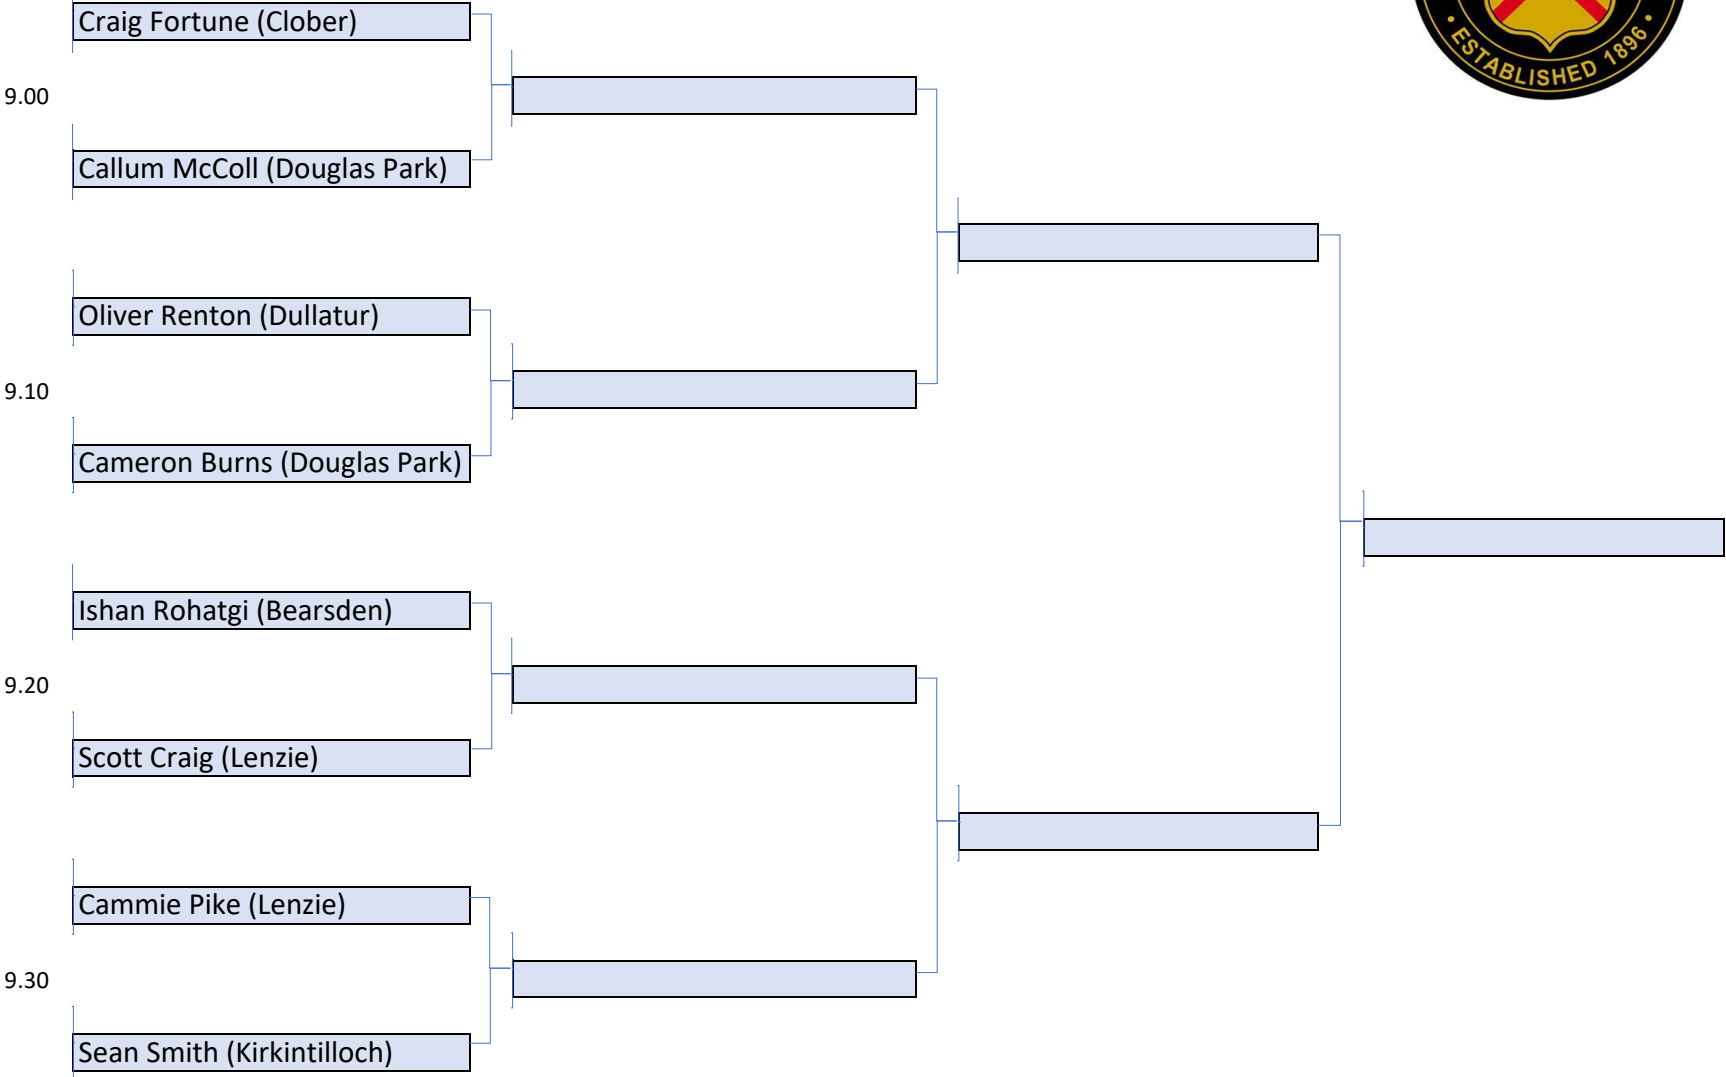 Craig Fortune (Clober)
9.00
Callum McColl (Douglas Park)
Oliver Renton (Dullatur)
9.10
Cameron Burns (Douglas Park)
Ishan Rohatgi (Bearsden)
9.20
Scott Craig (Lenzie)
Cammie Pike (Lenzie)
9.30
Sean Smith (Kirkintilloch)
• ESTABLISHED 1896 •